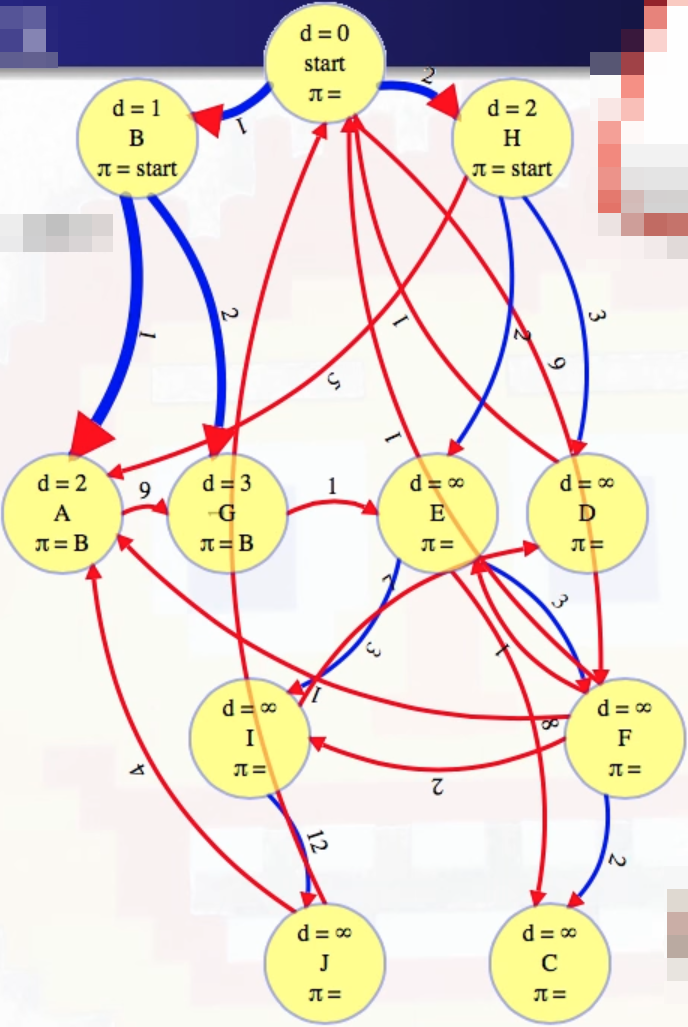 d = 0
start
π =
1
2
d = 1
B
π = start
d = 2
H
π = start
1
2
5
1
1
2
3
9
d = 2
A
π = B
9
d = 3
G
π = B
1
d = ∞
E
π =
d = ∞
D
π =
3
3
1
1
8
d = ∞
I
π =
2
d = ∞
F
π =
4
12
2
d = ∞
J
π =
d = ∞
C
π =